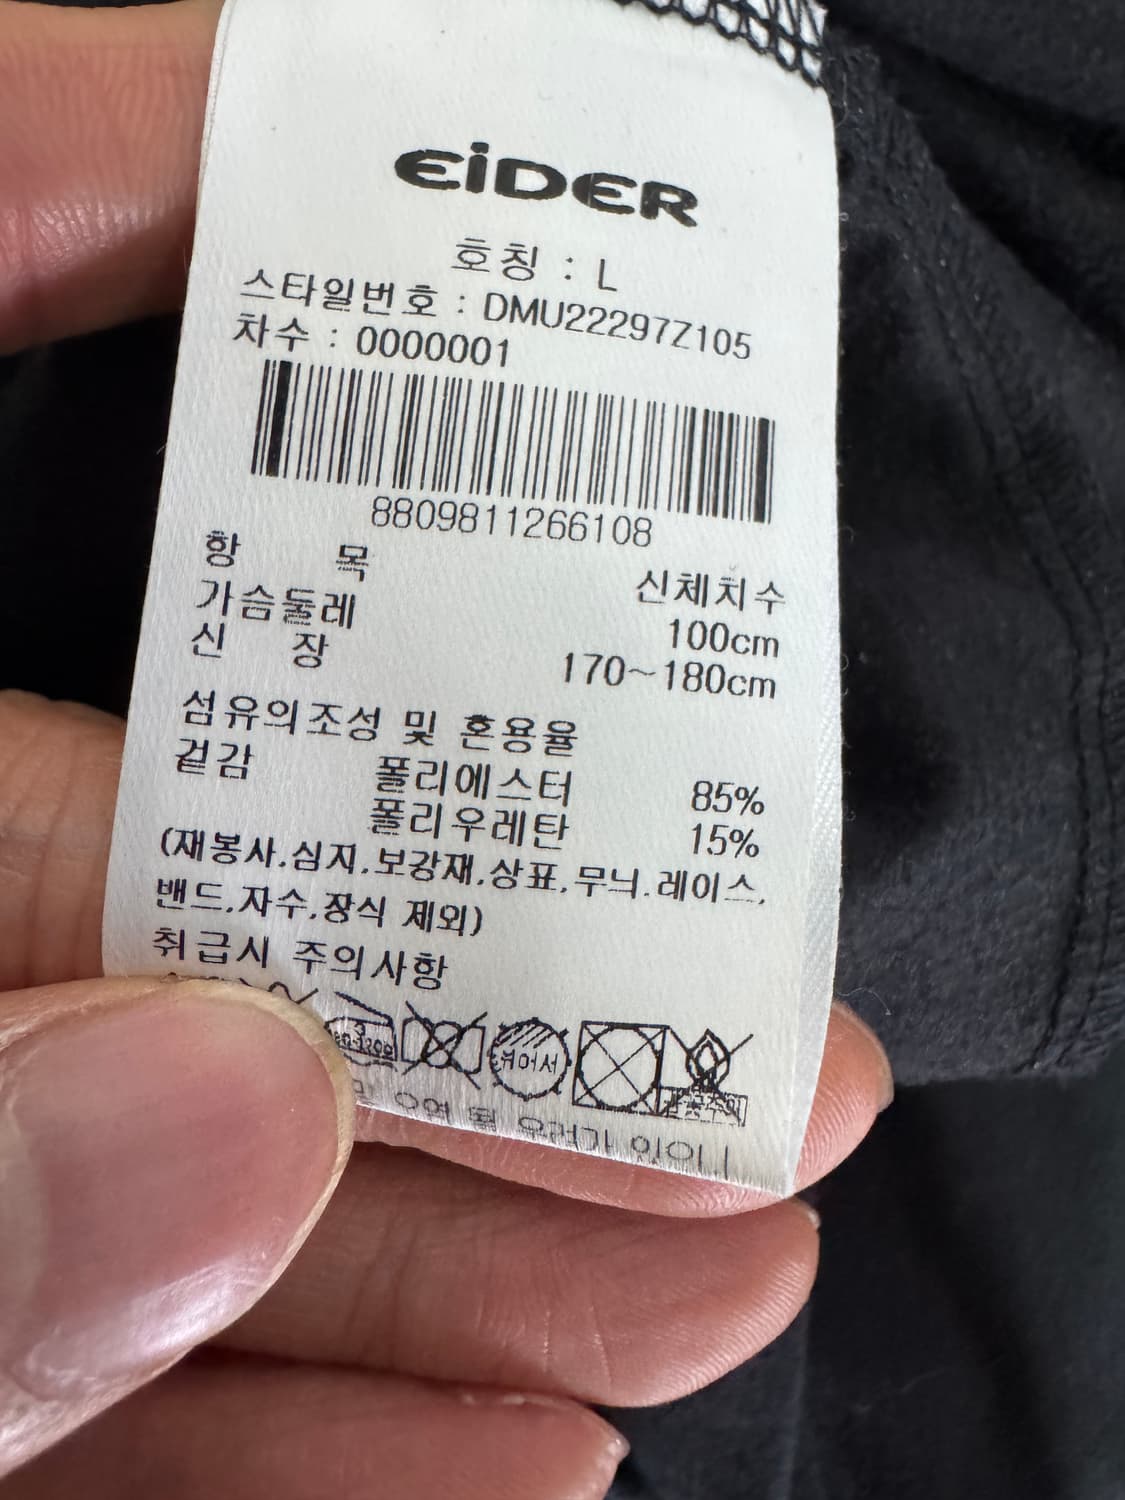 EiDER
호칭 : L
스타일번호 : DMU22297Z105
차수 : 0000001
8809811266108
항 목 신체치수
가슴둘레 100cm
신 장 170~180cm
섬유의조성 및 혼용율
겉감 폴리에스터 85%
폴리우레탄 15%
(재봉사.심지.보강재.상표.무늬.레이스.
밴드.자수.장식 제외)
취급시 주의사항
뉘어서